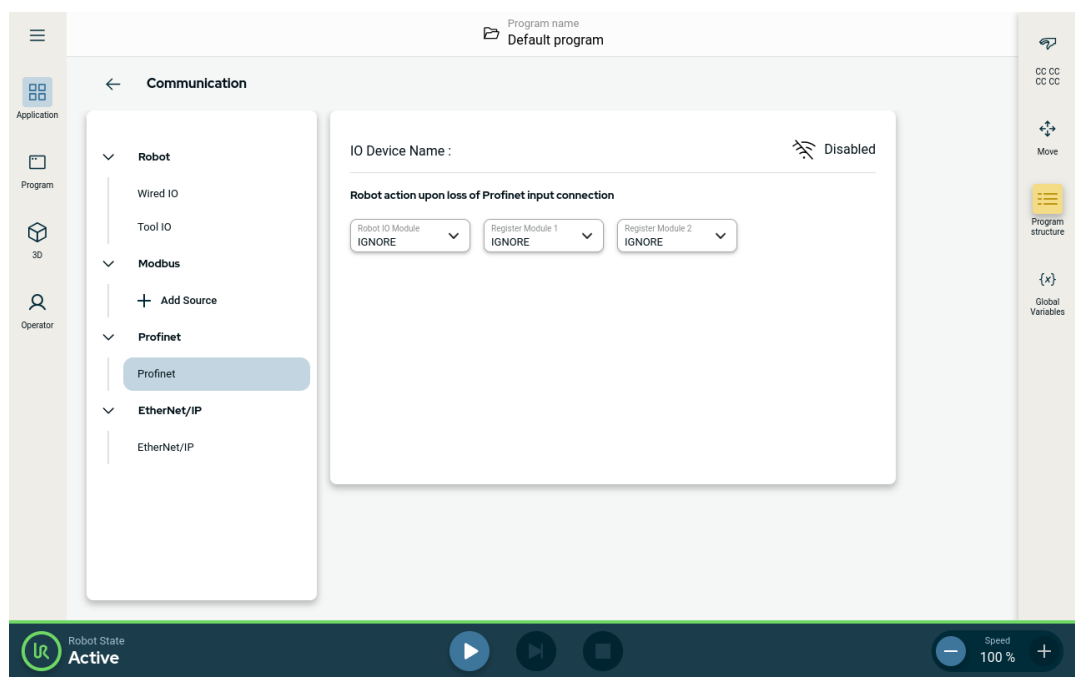 Program name
Default program
Application
Program
3D
Operator
Communication
Robot
Wired IO
Tool IO
Modbus
Add Source
Profinet
Profinet
EtherNet/IP
EtherNet/IP
IO Device Name :
Disabled
Robot action upon loss of Profinet input connection
Robot IO Module
IGNORE
Register Module 1
IGNORE
Register Module 2
IGNORE
CC CC
CC CC
Move
Program
structure
{x}
Global
Variables
UR
Robot State
Active
Speed
100 %